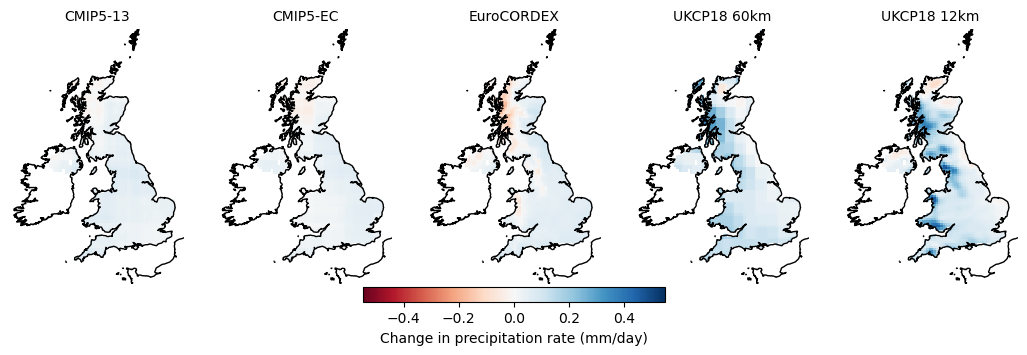 CMIP5-13 CMIP5-EC EuroCORDEX UKCP18 60km UKCP18 12km
−0.4 −0.2 0.0 0.2 0.4
Change in precipitation rate (mm/day)